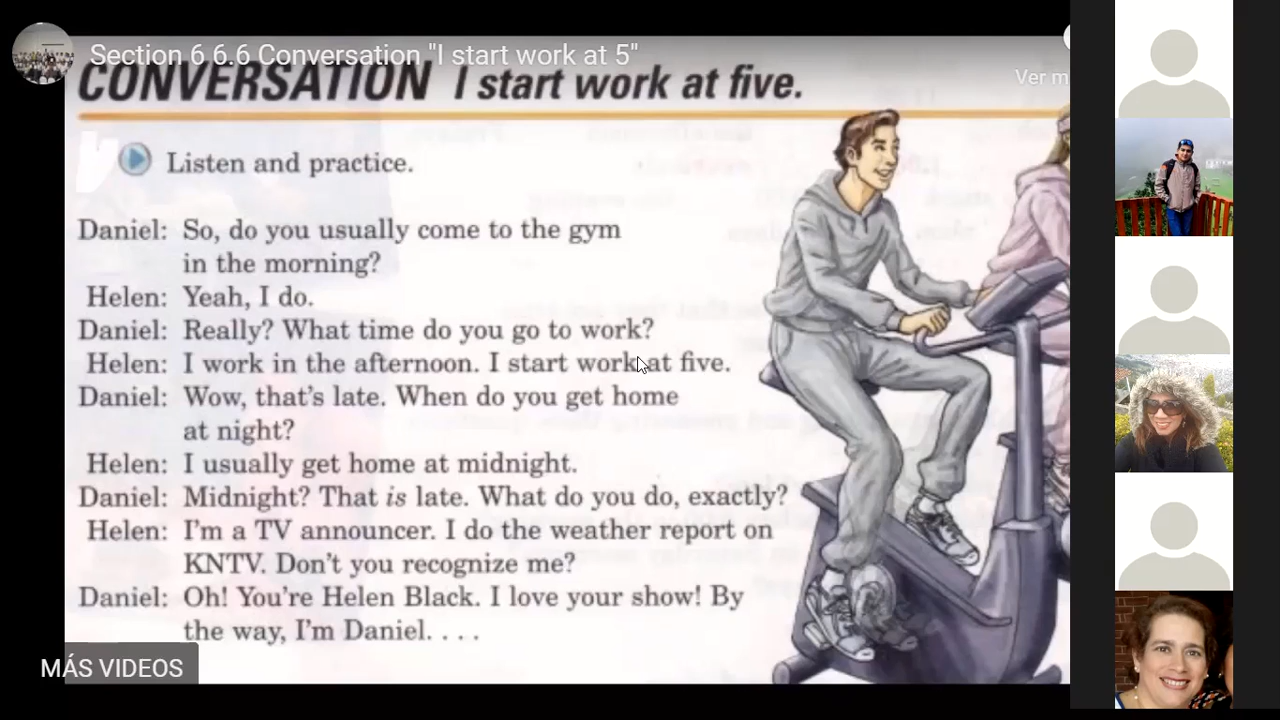 Section 6 6.6 Conversation "I start work at 5"
CONVERSATION I start work at five.
Ver m
Listen and practice.
Daniel: So, do you usually come to the gym
in the morning?
Helen: Yeah, I do.
Daniel: Really? What time do you go to work?
Helen: I work in the afternoon. I start work at five.
Daniel: Wow, that's late. When do you get home
at night?
Helen: I usually get home at midnight.
Daniel: Midnight? That is late. What do you do, exactly?
Helen: I'm a TV announcer. I do the weather report on
KNTV. Don't you recognize me?
Daniel: Oh! You're Helen Black. I love your show! By
the way, I'm Daniel. . . .
MÁS VIDEOS